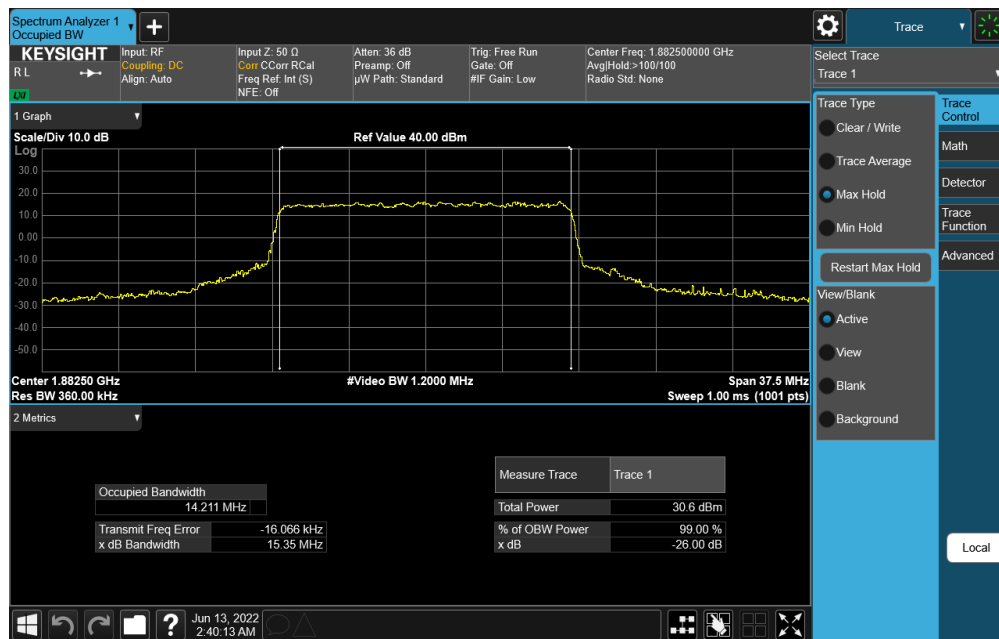 Spectrum Analyzer 1
Occupied BW
Trace
KEYSIGHT
R L
LXI
Input: RF
Coupling: DC
Align: Auto
Input Z: 50 Ω
Corr CCorr RCal
Freq Ref: Int (S)
NFE: Off
Atten: 36 dB
Preamp: Off
µW Path: Standard
Trig: Free Run
Gate: Off
#IF Gain: Low
Center Freq: 1.882500000 GHz
Avg|Hold:>100/100
Radio Std: None
Select Trace
Trace 1
1 Graph
Scale/Div 10.0 dB
Ref Value 40.00 dBm
Log
30.0
20.0
10.0
0.00
-10.0
-20.0
-30.0
-40.0
-50.0
Center 1.88250 GHz
#Video BW 1.2000 MHz
Span 37.5 MHz
Res BW 360.00 kHz
Sweep 1.00 ms (1001 pts)
Trace Type
Clear / Write
Trace Average
Max Hold
Min Hold
Restart Max Hold
View/Blank
Active
View
Blank
Background
Trace
Control
Math
Detector
Trace
Function
Advanced
Local
2 Metrics
Occupied Bandwidth
14.211 MHz
Transmit Freq Error -16.066 kHz
x dB Bandwidth 15.35 MHz
Measure Trace Trace 1
Total Power 30.6 dBm
% of OBW Power 99.00 %
x dB -26.00 dB
Jun 13, 2022
2:40:13 AM